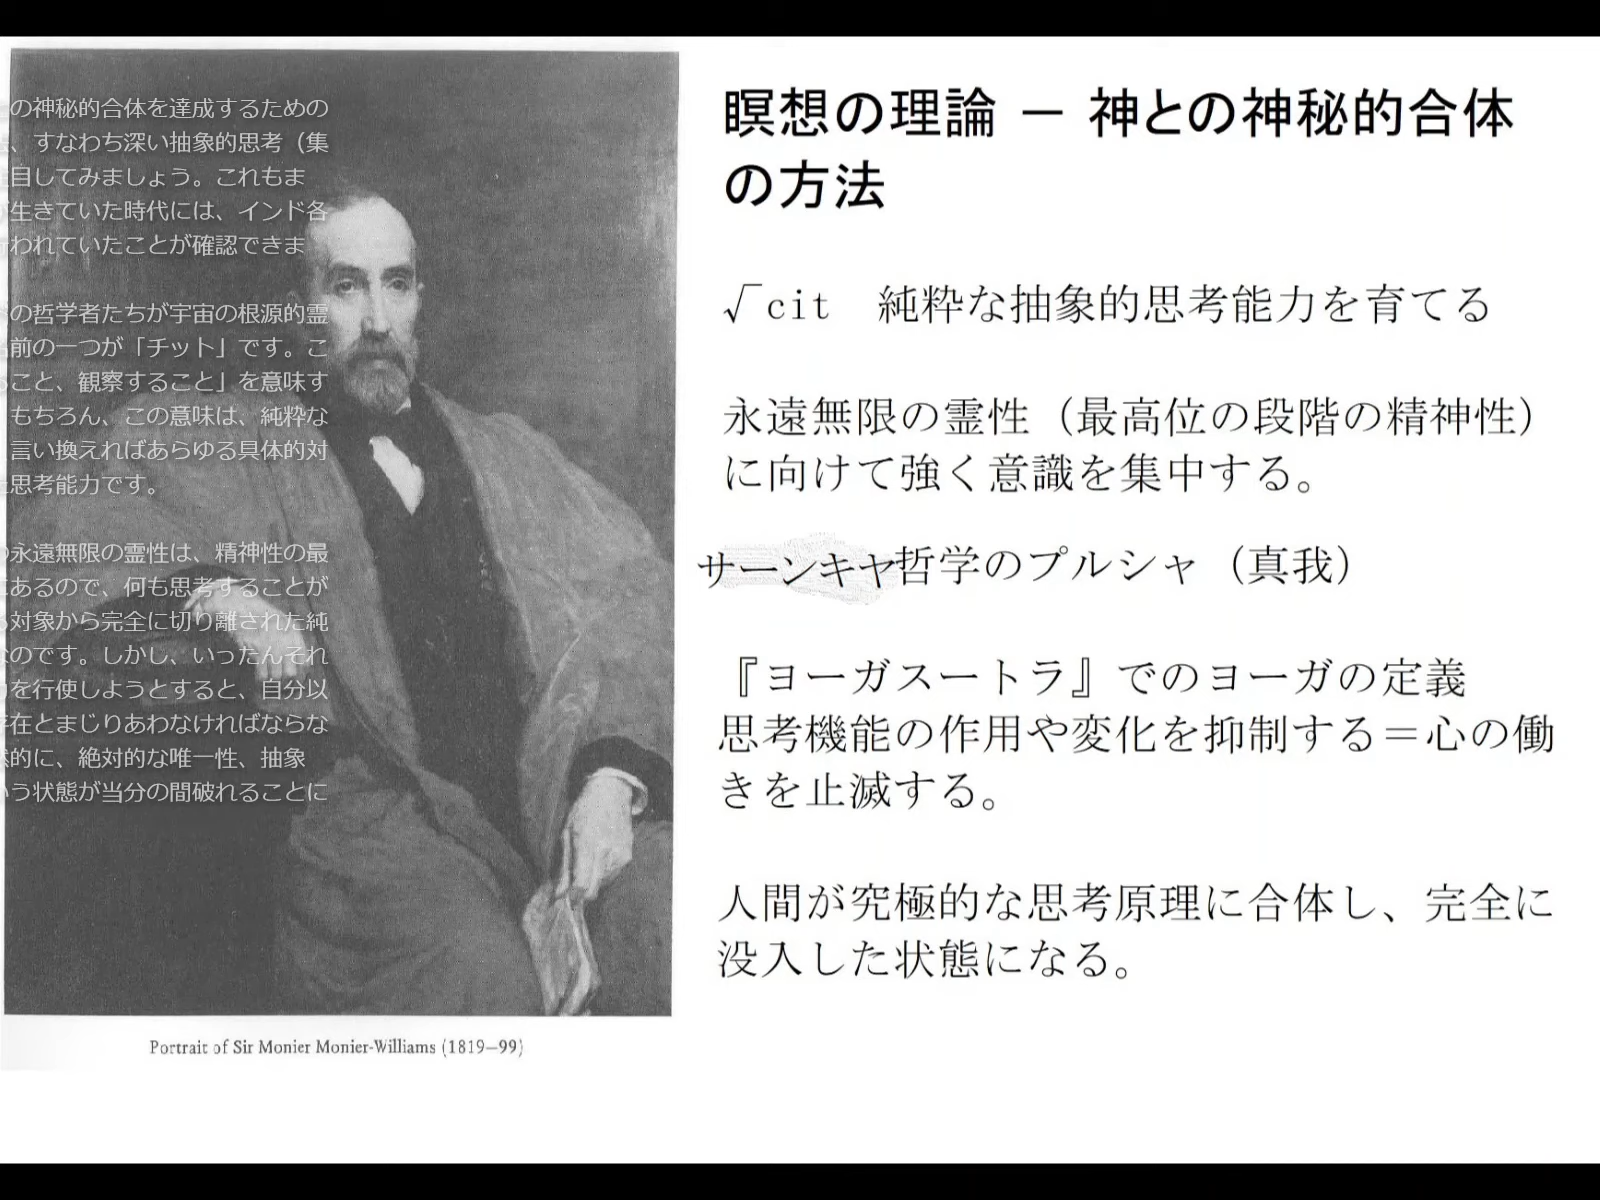 の神秘的合体を達成するための
、すなわち深い抽象的思考（集
目してみましょう。これもま
生きていた時代には、インド各
われていたことが確認できま
の哲学者たちが宇宙の根源的霊
前の一つが「チット」です。こ
こと、観察すること」を意味す
もちろん、この意味は、純粋な
言い換えればあらゆる具体的対
思考能力です。
永遠無限の霊性は、精神性の最
にあるので、何も思考することが
対象から完全に切り離された純
なのです。しかし、いったんそれ
を行使しようとすると、自分以
存在とまじりあわなければならな
的に、絶対的な唯一性、抽象
う状態が当分の間破れることに
Portrait of Sir Monier Monier-Williams (1819–99)
瞑想の理論 － 神との神秘的合体
の方法
√cit　純粋な抽象的思考能力を育てる
永遠無限の霊性（最高位の段階の精神性）
に向けて強く意識を集中する。
サーンキヤ哲学のプルシャ（真我）
『ヨーガスートラ』でのヨーガの定義
思考機能の作用や変化を抑制する＝心の働
きを止滅する。
人間が究極的な思考原理に合体し、完全に
没入した状態になる。